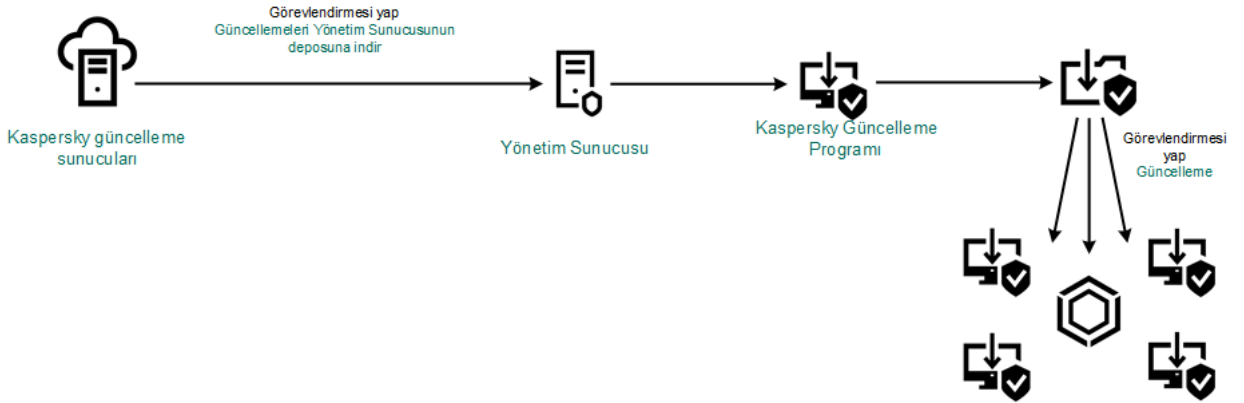 Görevlendirmesi yap
Güncellemeleri Yönetim Sunucusunun
deposuna indir
Kaspersky güncelleme
sunucuları
Yönetim Sunucusu
Kaspersky Güncelleme
Programı
Görevlendirmesi
yap
Güncelleme